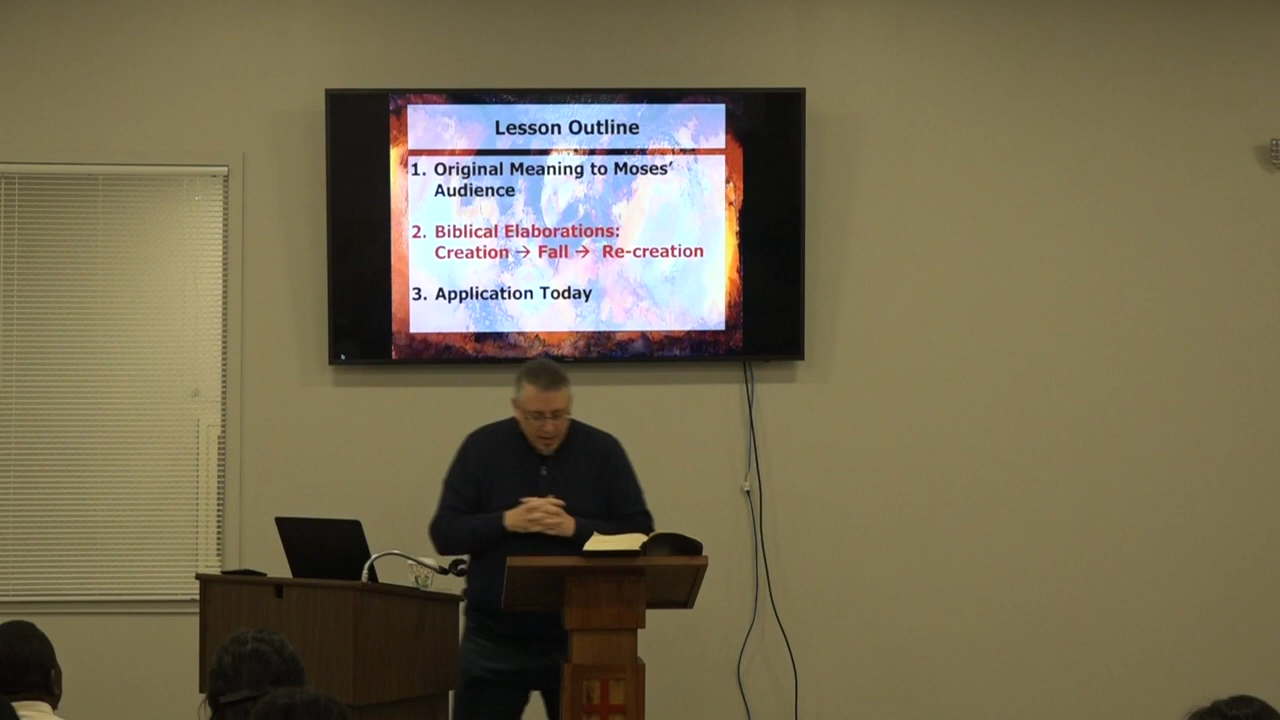 Lesson Outline
1. Original Meaning to Moses'
Audience
2. Biblical Elaborations:
Creation → Fall → Re-creation
3. Application Today